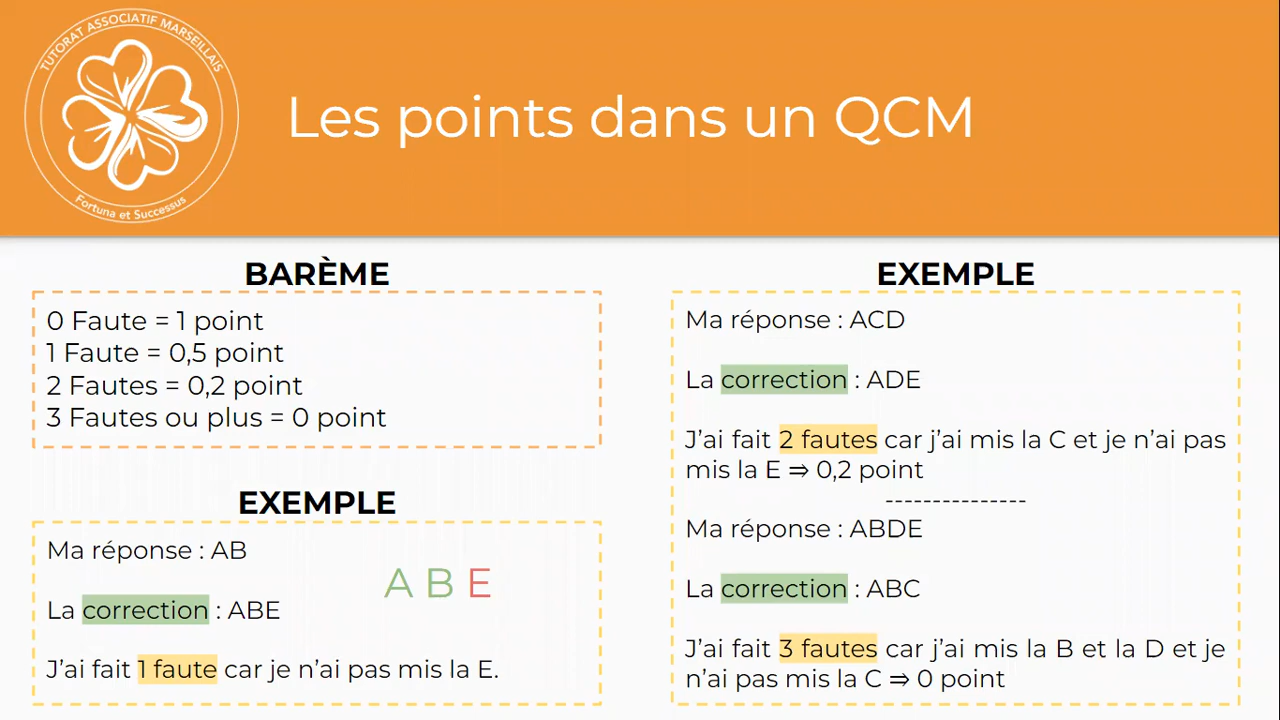 TUTORAT ASSOCIATIF MARSEILLAIS
Fortuna et Successus
Les points dans un QCM
BARÈME
0 Faute = 1 point
1 Faute = 0,5 point
2 Fautes = 0,2 point
3 Fautes ou plus = 0 point
EXEMPLE
Ma réponse : AB
A B E
La correction : ABE
J’ai fait 1 faute car je n’ai pas mis la E.
EXEMPLE
Ma réponse : ACD
La correction : ADE
J’ai fait 2 fautes car j’ai mis la C et je n’ai pas
mis la E ⇒ 0,2 point
---------------
Ma réponse : ABDE
La correction : ABC
J’ai fait 3 fautes car j’ai mis la B et la D et je
n’ai pas mis la C ⇒ 0 point